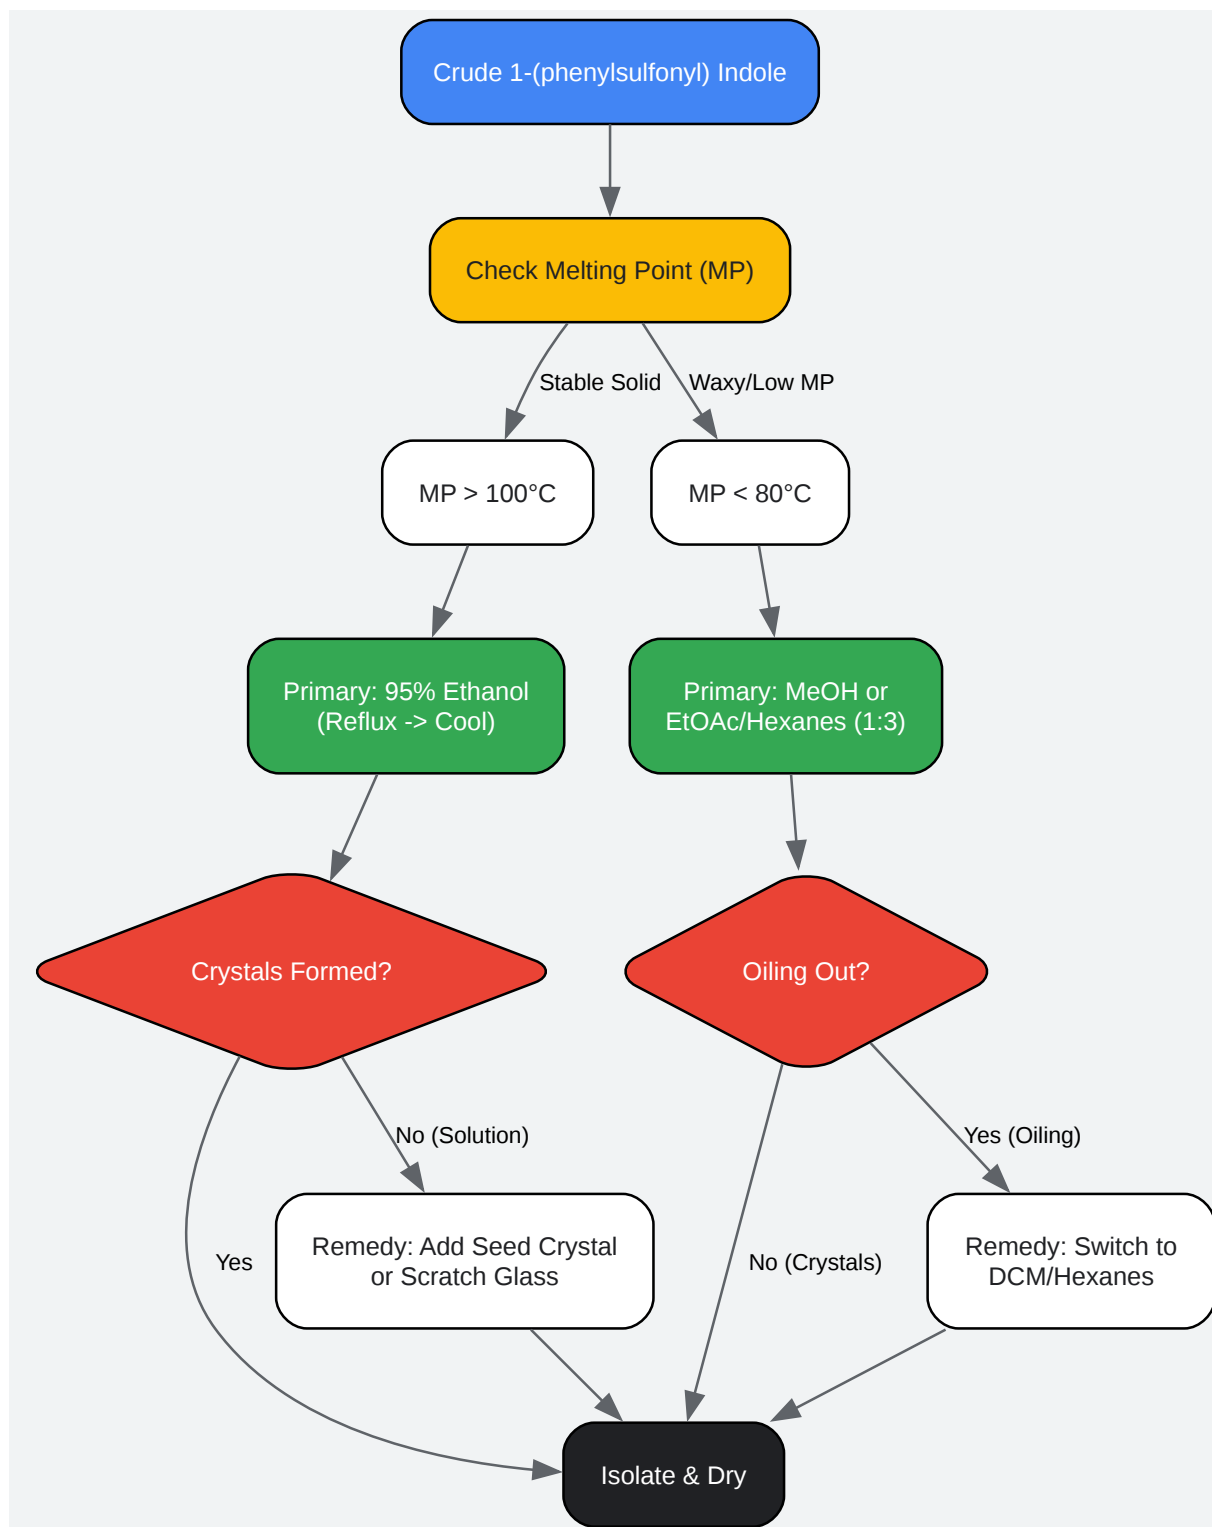 Crude 1-(phenylsulfonyl) Indole
Check Melting Point (MP)
Stable Solid
Waxy/Low MP
MP > 100°C
MP < 80°C
Primary: 95% Ethanol
(Reflux -> Cool)
Primary: MeOH or
EtOAc/Hexanes (1:3)
Crystals Formed?
Oiling Out?
No (Solution)
Yes (Oiling)
Remedy: Add Seed Crystal
or Scratch Glass
Remedy: Switch to
DCM/Hexanes
Yes
No (Crystals)
Isolate & Dry